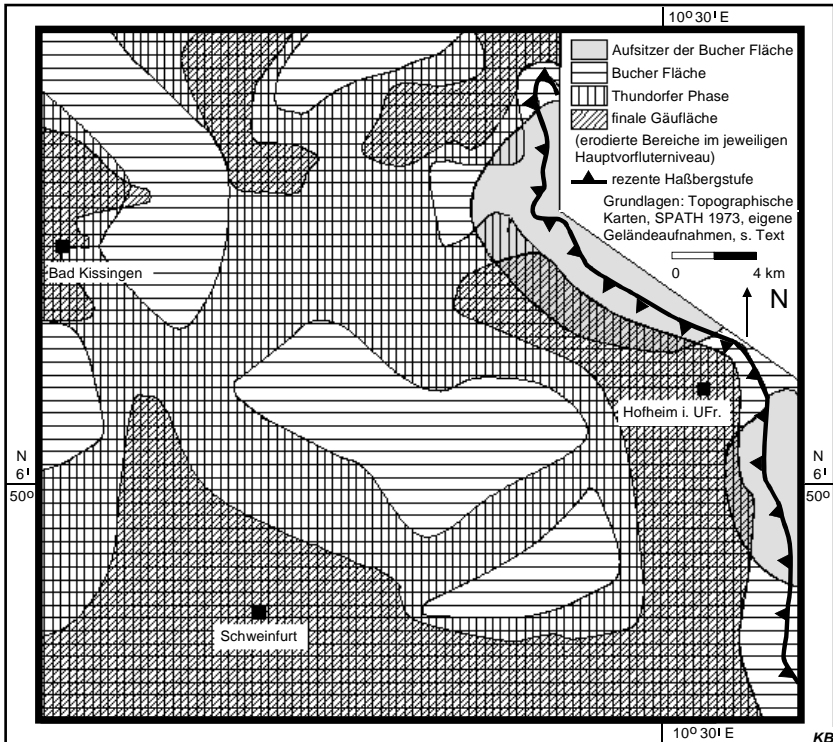 10° 30' E
Aufsitzer der Bucher Fläche
Bucher Fläche
Thundorfer Phase
finale Gäufläche
(erodierte Bereiche im jeweiligen
Hauptvorfluterniveau)
rezente Haßbergstufe
Grundlagen: Topographische
Karten, SPATH 1973, eigene
Geländeaufnahmen, s. Text
0 4 km
N
Bad Kissingen
Hofheim i. UFr.
N
6'
50°
N
6'
50°
Schweinfurt
10° 30' E
KB